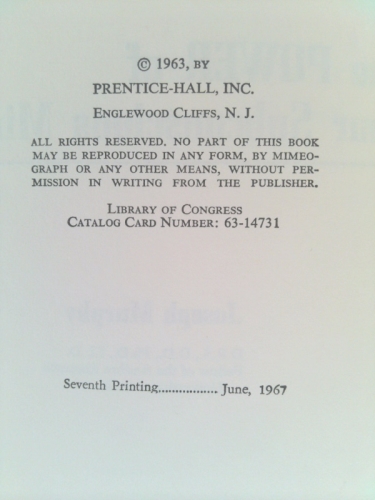 © 1963, BY
PRENTICE-HALL, INC.
ENGLEWOOD CLIFFS, N. J.
ALL RIGHTS RESERVED. NO PART OF THIS BOOK
MAY BE REPRODUCED IN ANY FORM, BY MIMEO-
GRAPH OR ANY OTHER MEANS, WITHOUT PER-
MISSION IN WRITING FROM THE PUBLISHER.
LIBRARY OF CONGRESS
CATALOG CARD NUMBER: 63-14731
Seventh Printing.................June, 1967